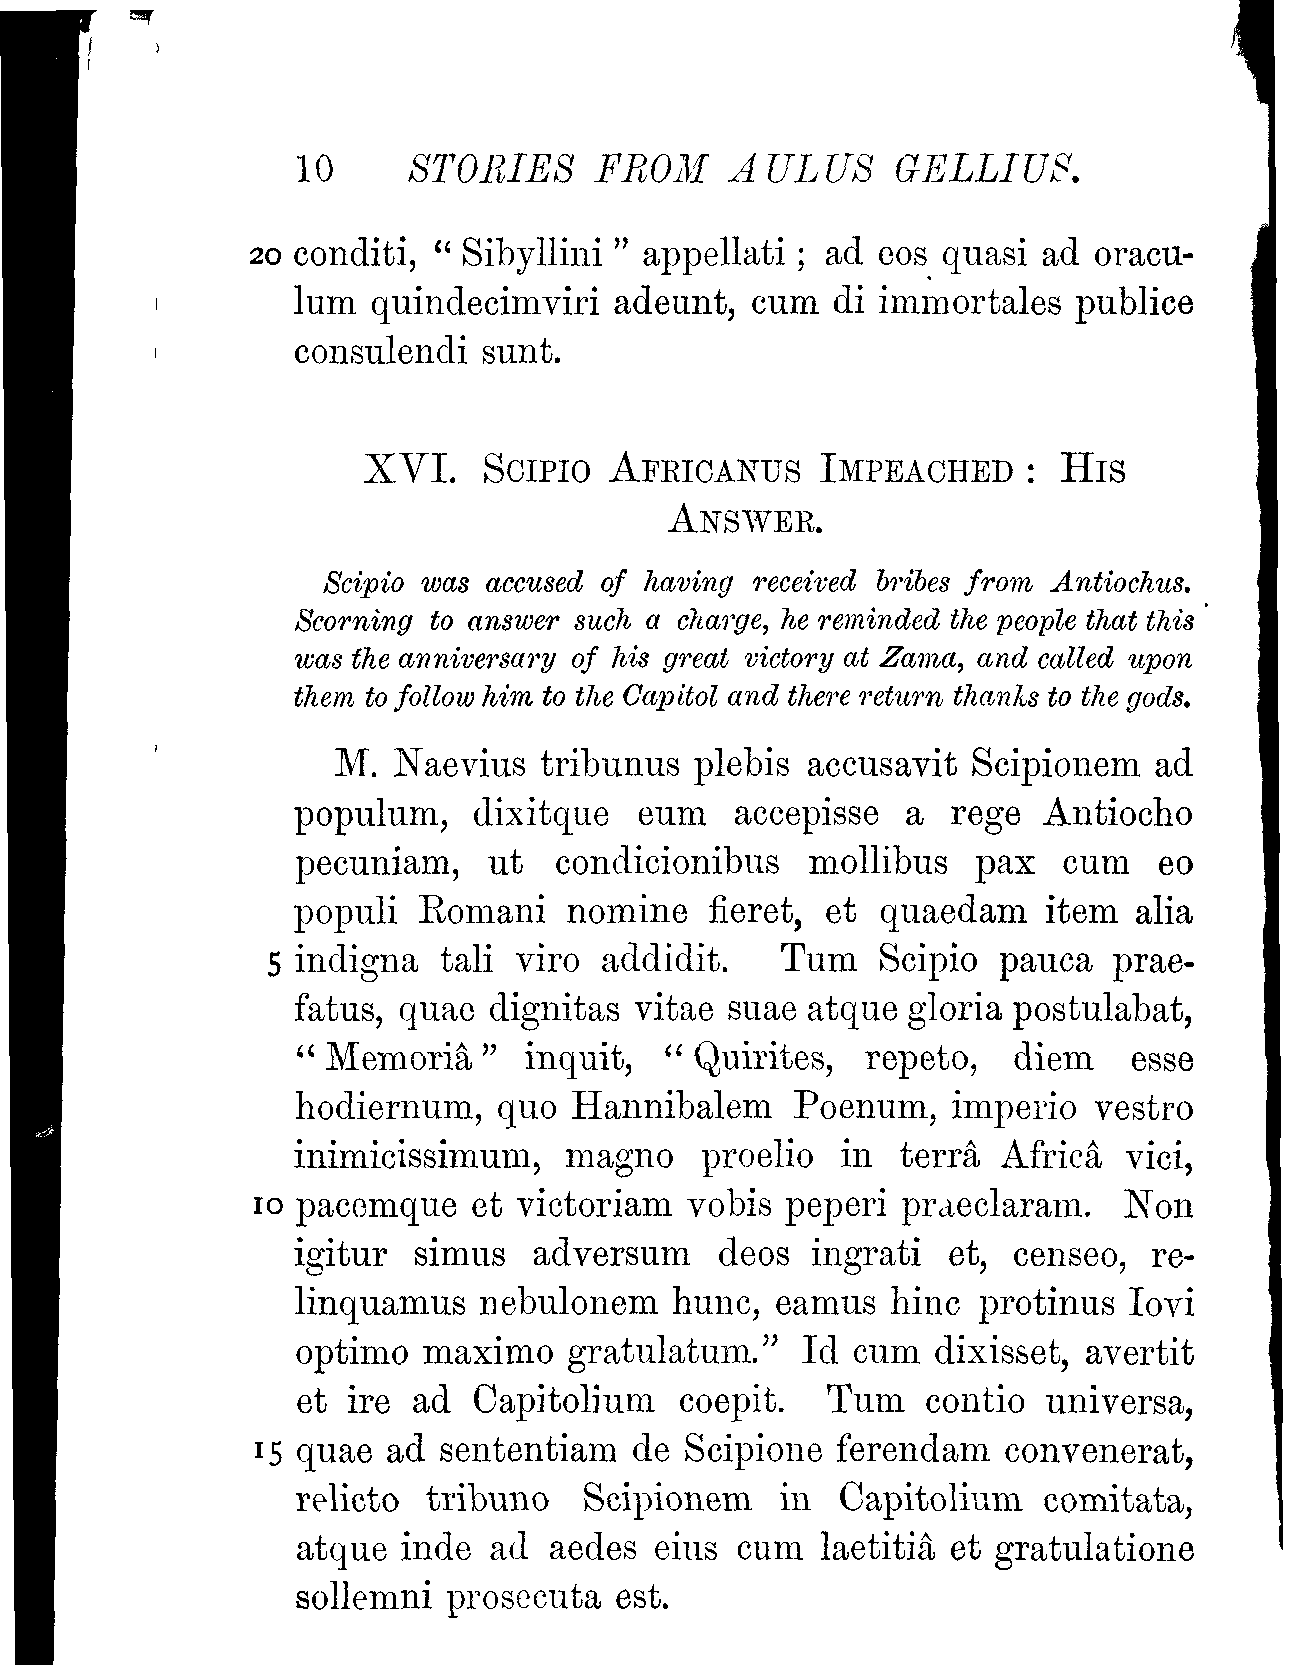 10 STORIES FROM AULUS GELLIUS.
20 conditi, “ Sibyllini ” appellati ; ad eos quasi ad oracu-
lum quindecimviri adeunt, cum di immortales publice
consulendi sunt.
XVI. SCIPIO AFRICANUS IMPEACHED : HIS
ANSWER.
Scipio was accused of having received bribes from Antiochus.
Scorning to answer such a charge, he reminded the people that this
was the anniversary of his great victory at Zama, and called upon
them to follow him to the Capitol and there return thanks to the gods.
M. Naevius tribunus plebis accusavit Scipionem ad
populum, dixitque eum accepisse a rege Antiocho
pecuniam, ut condicionibus mollibus pax cum eo
populi Romani nomine fieret, et quaedam item alia
5 indigna tali viro addidit. Tum Scipio pauca prae-
fatus, quae dignitas vitae suae atque gloria postulabat,
“ Memoriâ ” inquit, “ Quirites, repeto, diem esse
hodiernum, quo Hannibalem Poenum, imperio vestro
inimicissimum, magno proelio in terrâ Africâ vici,
10 pacemque et victoriam vobis peperi praeclaram. Non
igitur simus adversum deos ingrati et, censeo, re-
linquamus nebulonem hunc, eamus hinc protinus Iovi
optimo maximo gratulatum.” Id cum dixisset, avertit
et ire ad Capitolium coepit. Tum contio universa,
15 quae ad sententiam de Scipione ferendam convenerat,
relicto tribuno Scipionem in Capitolium comitata,
atque inde ad aedes eius cum laetitiâ et gratulatione
sollemni prosecuta est.